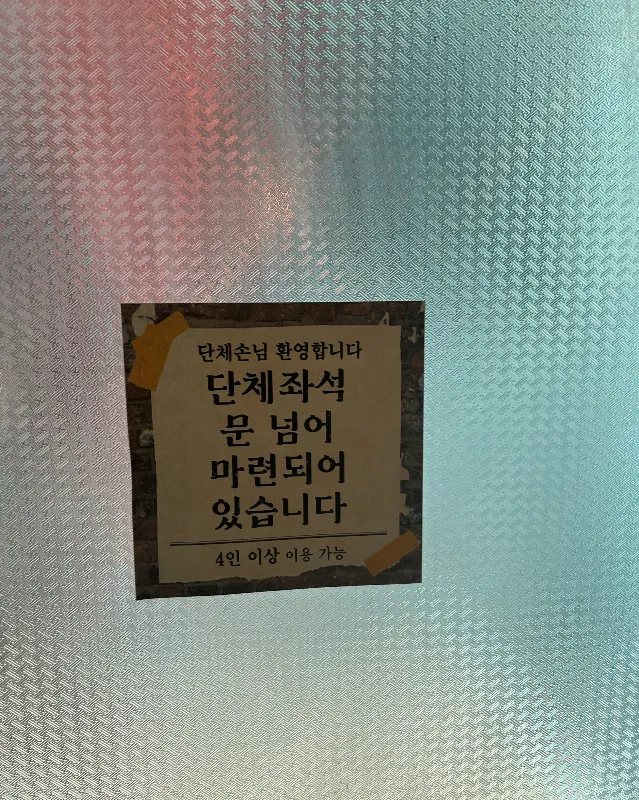 단체손님 환영합니다
단체좌석
문 넘어
마련되어
있습니다
4인 이상 이용 가능